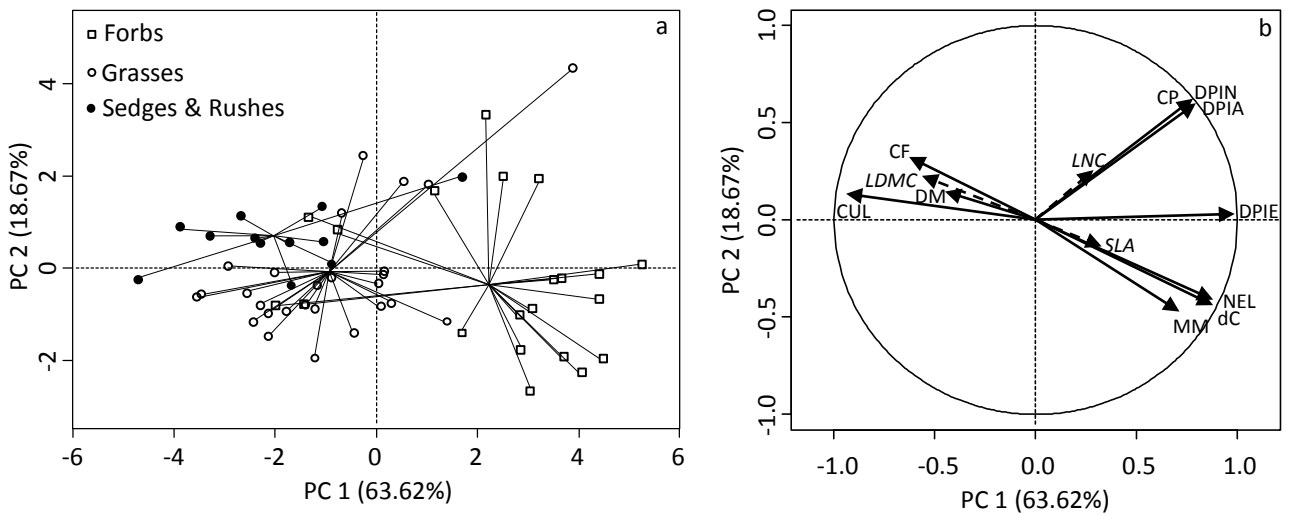 a
Forbs
Grasses
Sedges & Rushes
PC 2 (18.67%)
4
2
0
-2
-6
-4
-2
0
2
4
6
PC 1 (63.62%)
b
PC 2 (18.67%)
1.0
0.5
0.0
-0.5
-1.0
CP
DPIN
DPIA
CF
LNC
LDMC
DM
CUL
DPIE
SLA
NEL
dC
MM
-1.0
-0.5
0.0
0.5
1.0
PC 1 (63.62%)